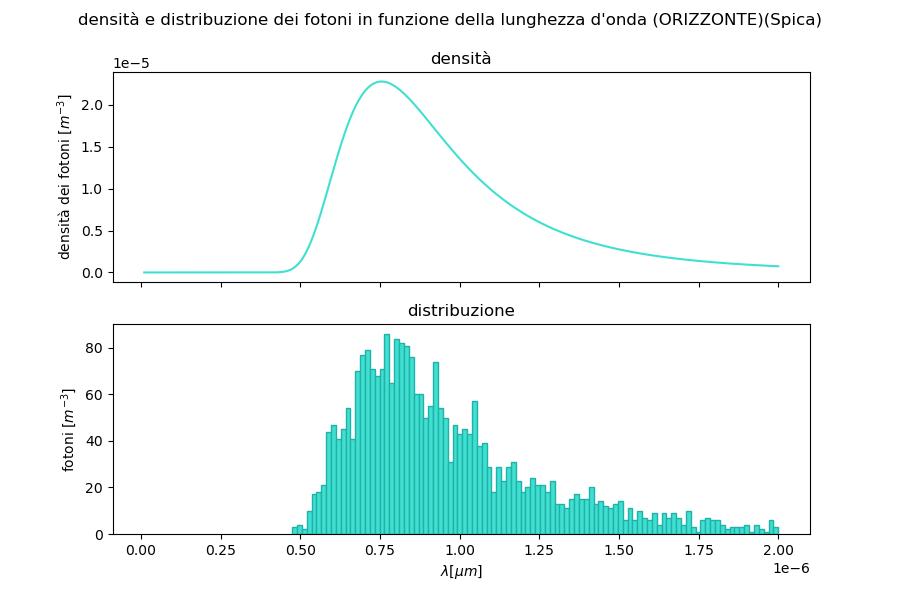 densità e distribuzione dei fotoni in funzione della lunghezza d'onda (ORIZZONTE)(Spica)
densità
1e−5
densità dei fotoni [m⁻³]
2.0
1.5
1.0
0.5
0.0
distribuzione
fotoni [m⁻³]
80
60
40
20
0
0.00 0.25 0.50 0.75 1.00 1.25 1.50 1.75 2.00
λ[μm]
1e−6